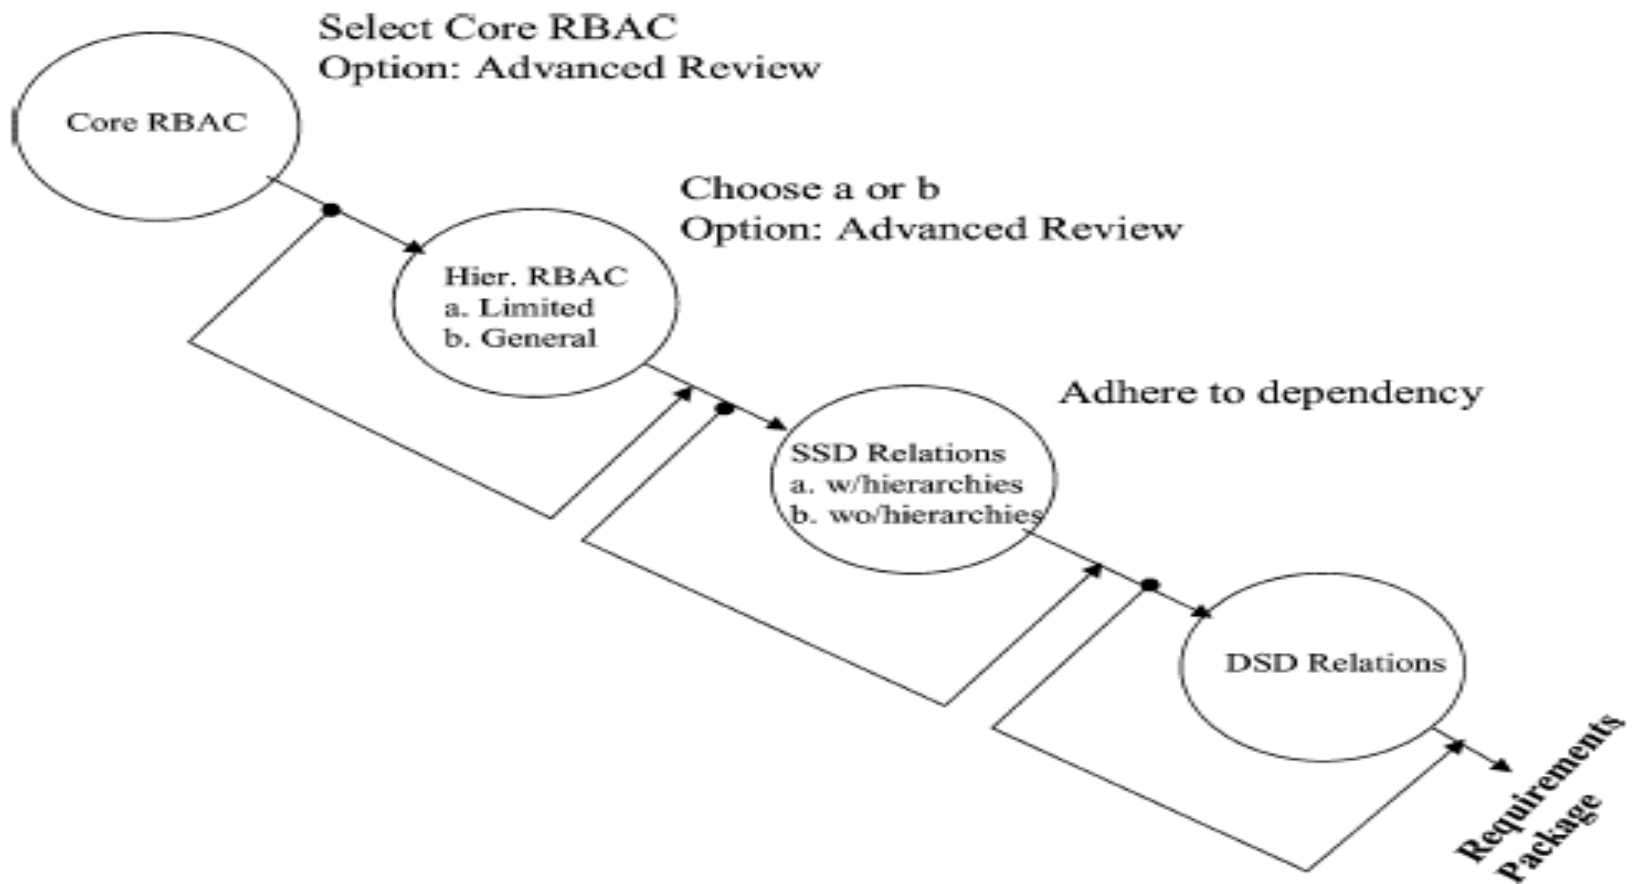 Select Core RBAC
Option: Advanced Review
Core RBAC
Choose a or b
Option: Advanced Review
Hier. RBAC
a. Limited
b. General
Adhere to dependency
SSD Relations
a. w/hierarchies
b. wo/hierarchies
DSD Relations
Requirements
Package